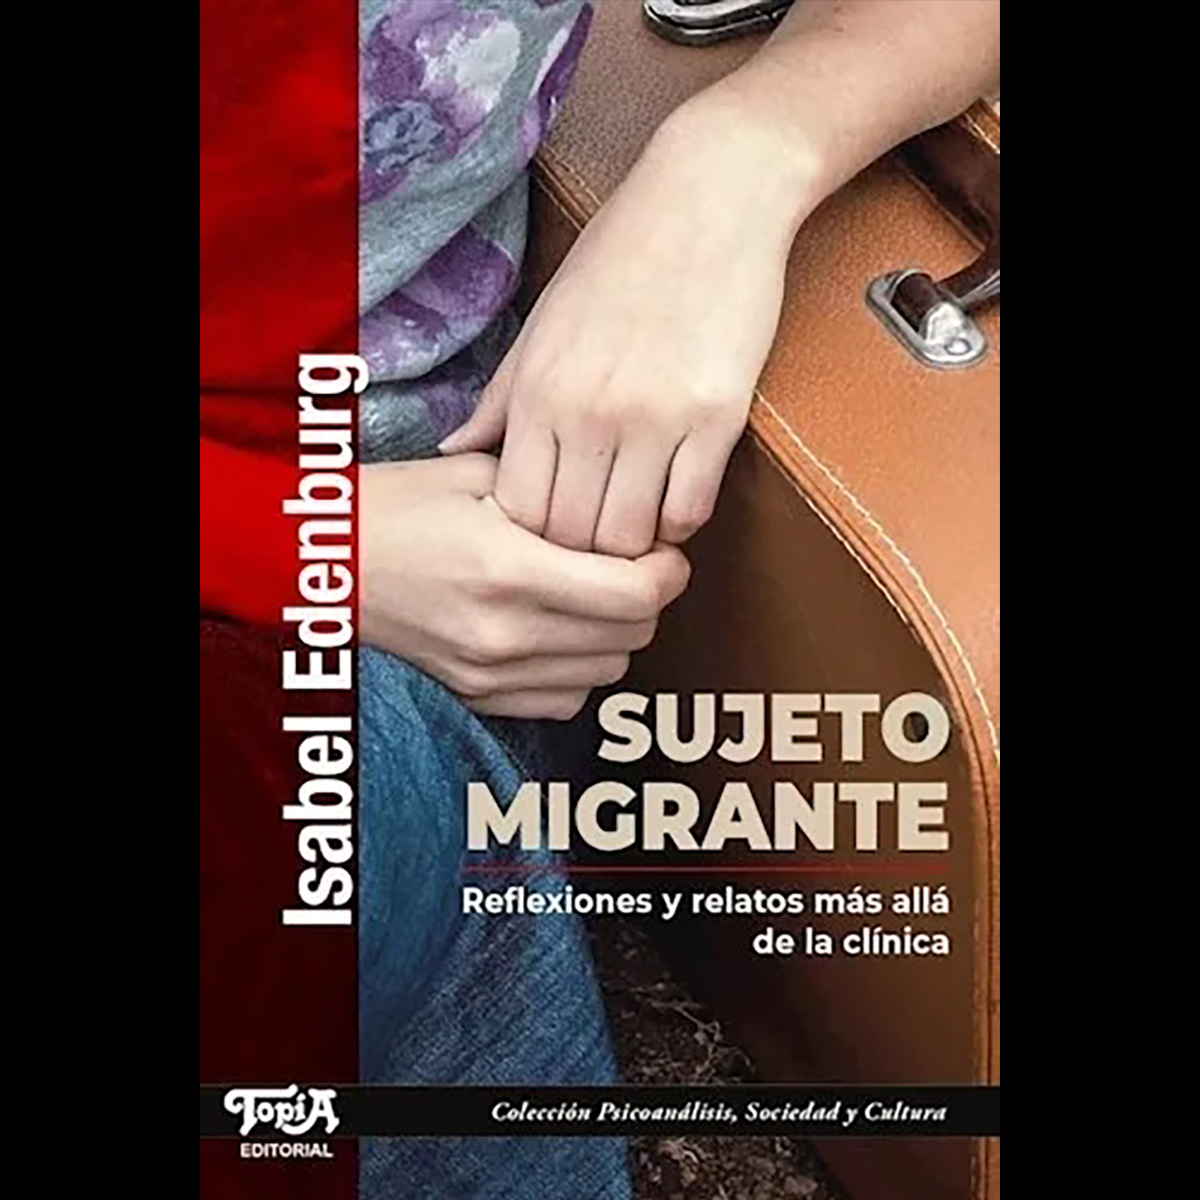 Isabel Edenburg
SUJETO
MIGRANTE
Reflexiones y relatos más allá
de la clínica
TopíA
EDITORIAL
Colección Psicoanálisis, Sociedad y Cultura